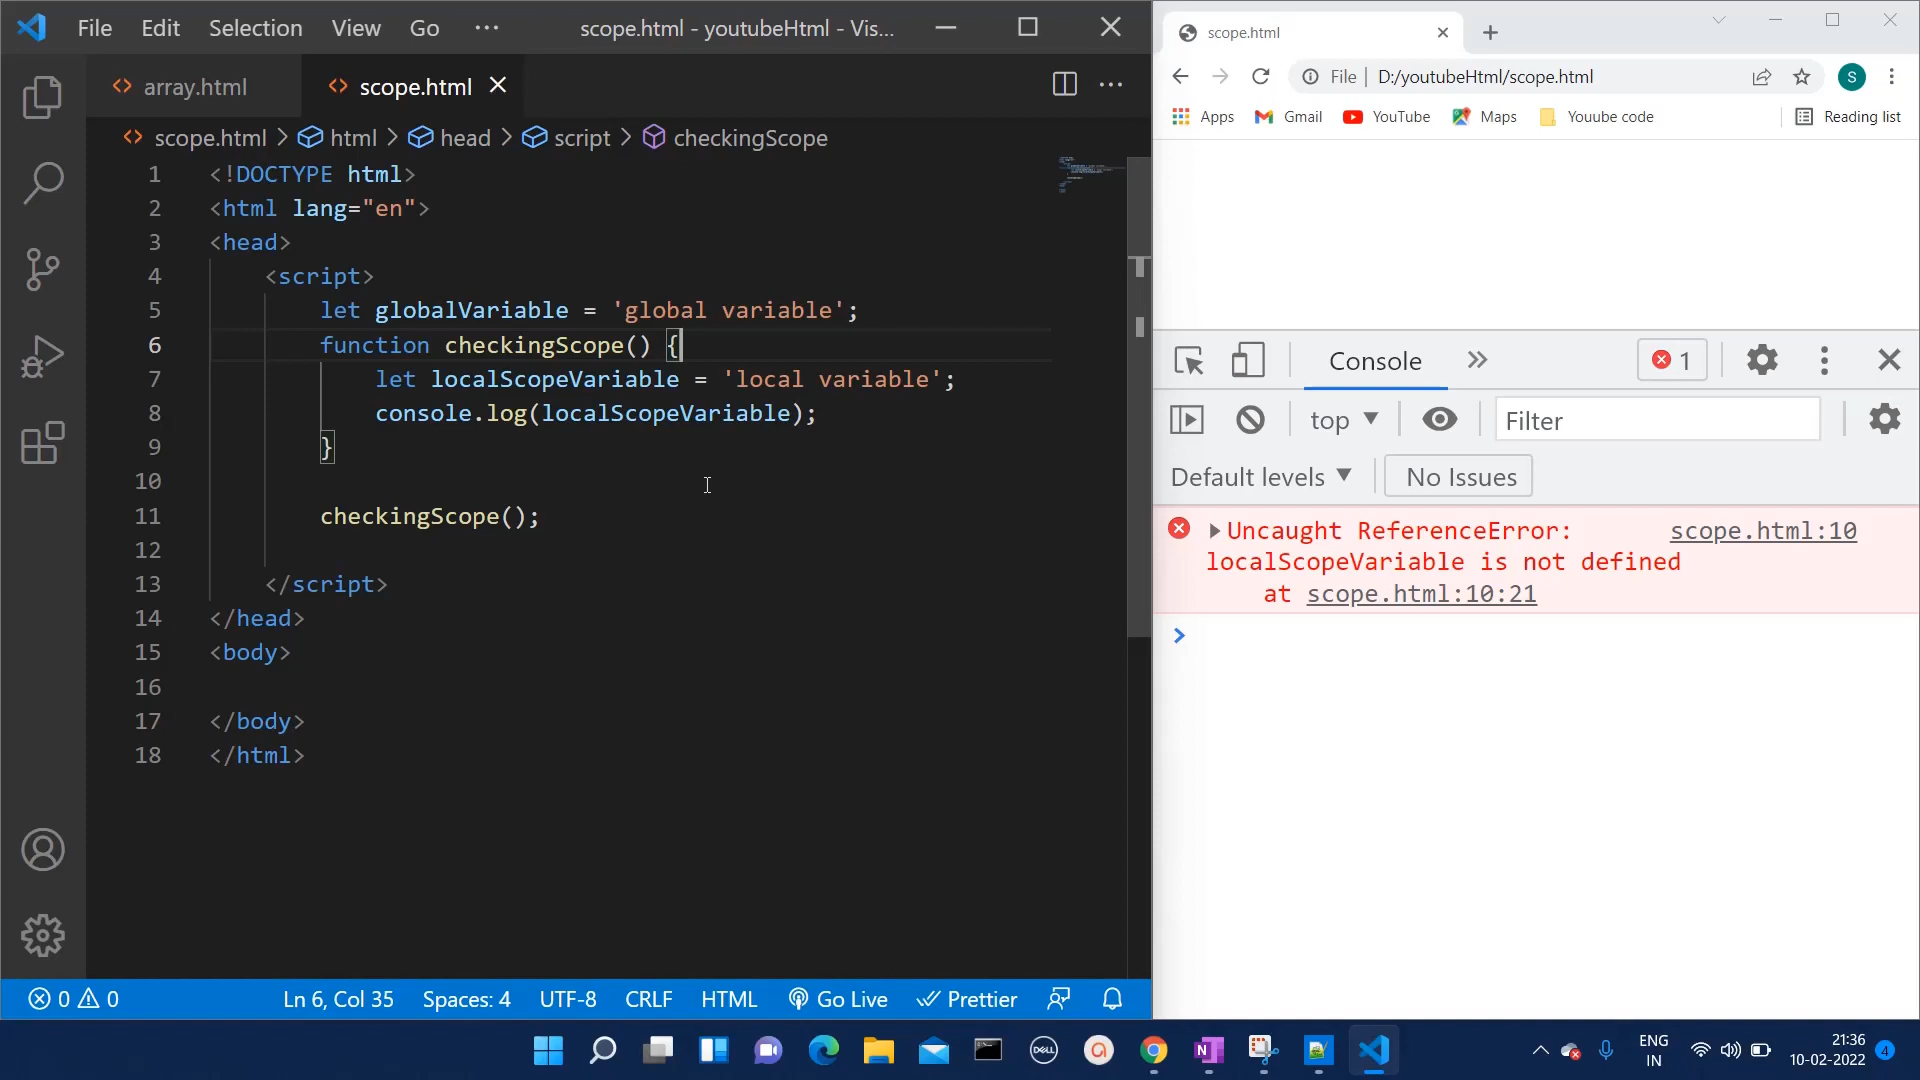 File Edit Selection View Go ··· scope.html - youtubeHtml - Vis...
array.html scope.html
scope.html > html > head > script > checkingScope
1 <!DOCTYPE html>
2 <html lang="en">
3 <head>
4 <script>
5 let globalVariable = 'global variable';
6 function checkingScope() {
7 let localScopeVariable = 'local variable';
8 console.log(localScopeVariable);
9 }
10
11 checkingScope();
12
13 </script>
14 </head>
15 <body>
16
17 </body>
18 </html>
0 0 Ln 6, Col 35 Spaces: 4 UTF-8 CRLF HTML Go Live Prettier
scope.html
File | D:/youtubeHtml/scope.html S
Apps Gmail YouTube Maps Youube code Reading list
Console 1
top Filter
Default levels No Issues
Uncaught ReferenceError: scope.html:10
localScopeVariable is not defined
at scope.html:10:21
DELL N ENG IN 21:36 10-02-2022 4